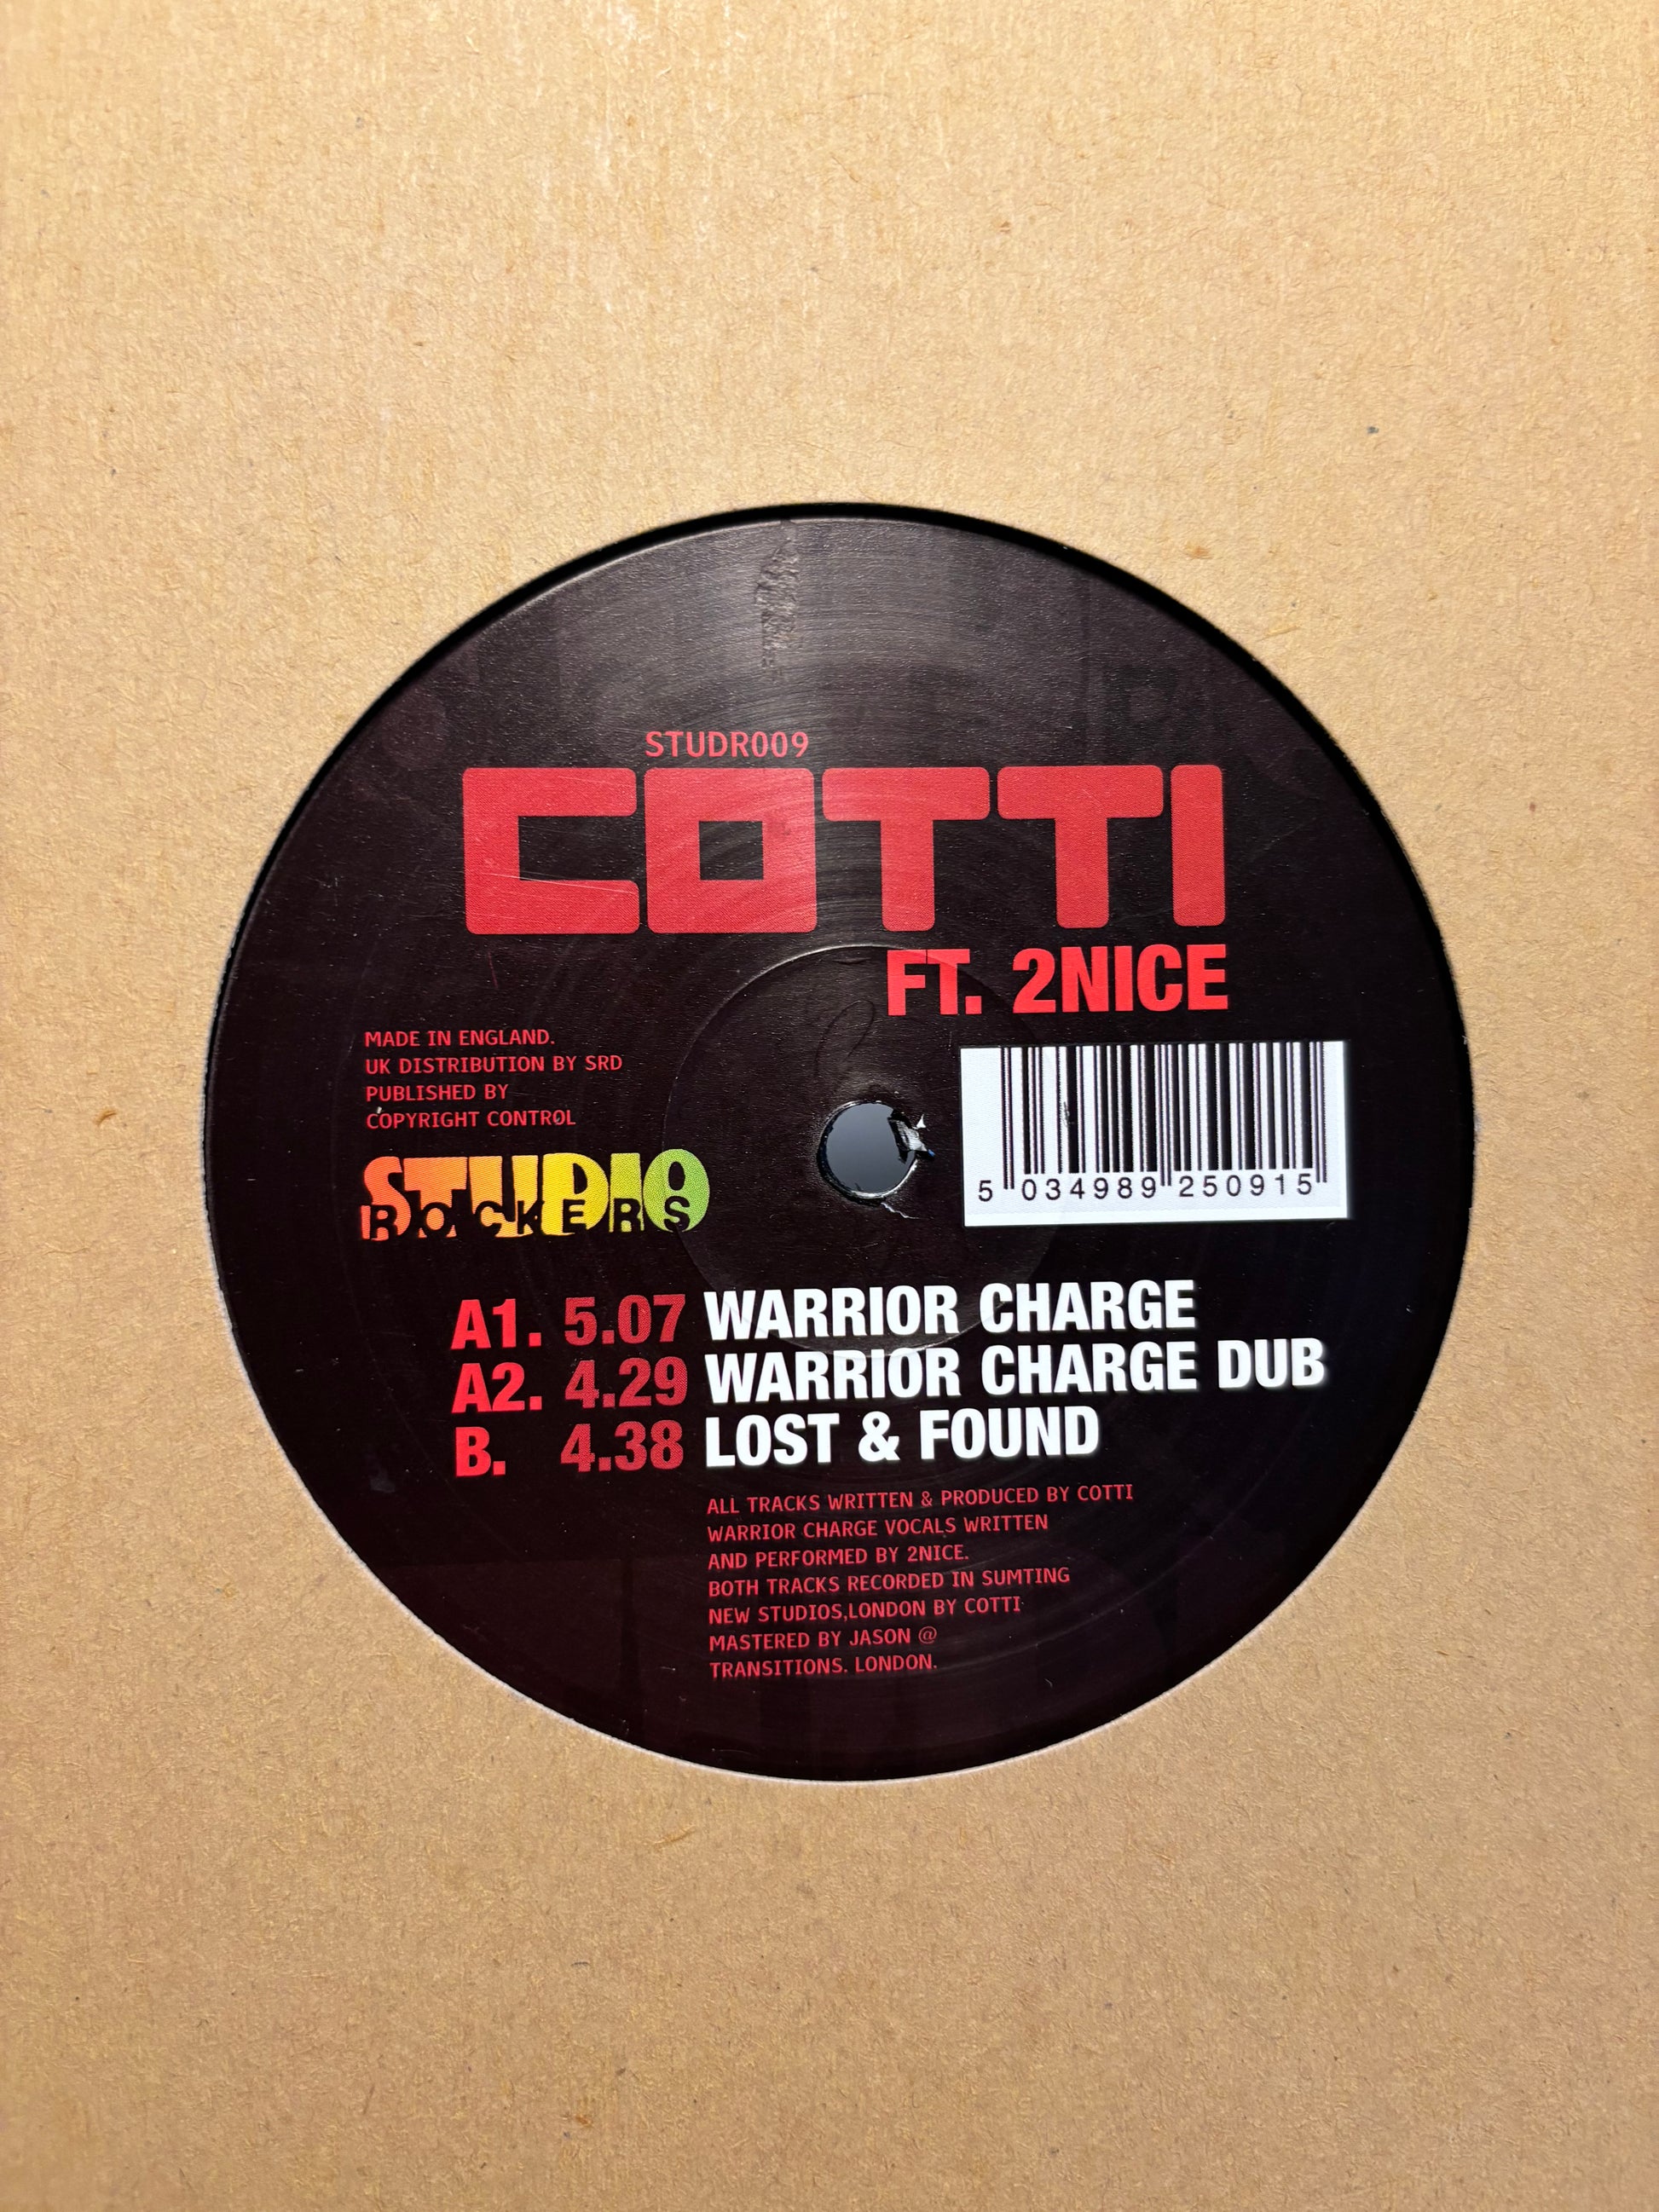 STUDR009
COTTI
FT. 2NICE
MADE IN ENGLAND.
UK DISTRIBUTION BY SRD
PUBLISHED BY
COPYRIGHT CONTROL
STUDIO
ROCKERS
5 034989 250915
A1. 5.07 WARRIOR CHARGE
A2. 4.29 WARRIOR CHARGE DUB
B. 4.38 LOST & FOUND
ALL TRACKS WRITTEN & PRODUCED BY COTTI
WARRIOR CHARGE VOCALS WRITTEN
AND PERFORMED BY 2NICE.
BOTH TRACKS RECORDED IN SUMTING
NEW STUDIOS,LONDON BY COTTI
MASTERED BY JASON @
TRANSITIONS. LONDON.